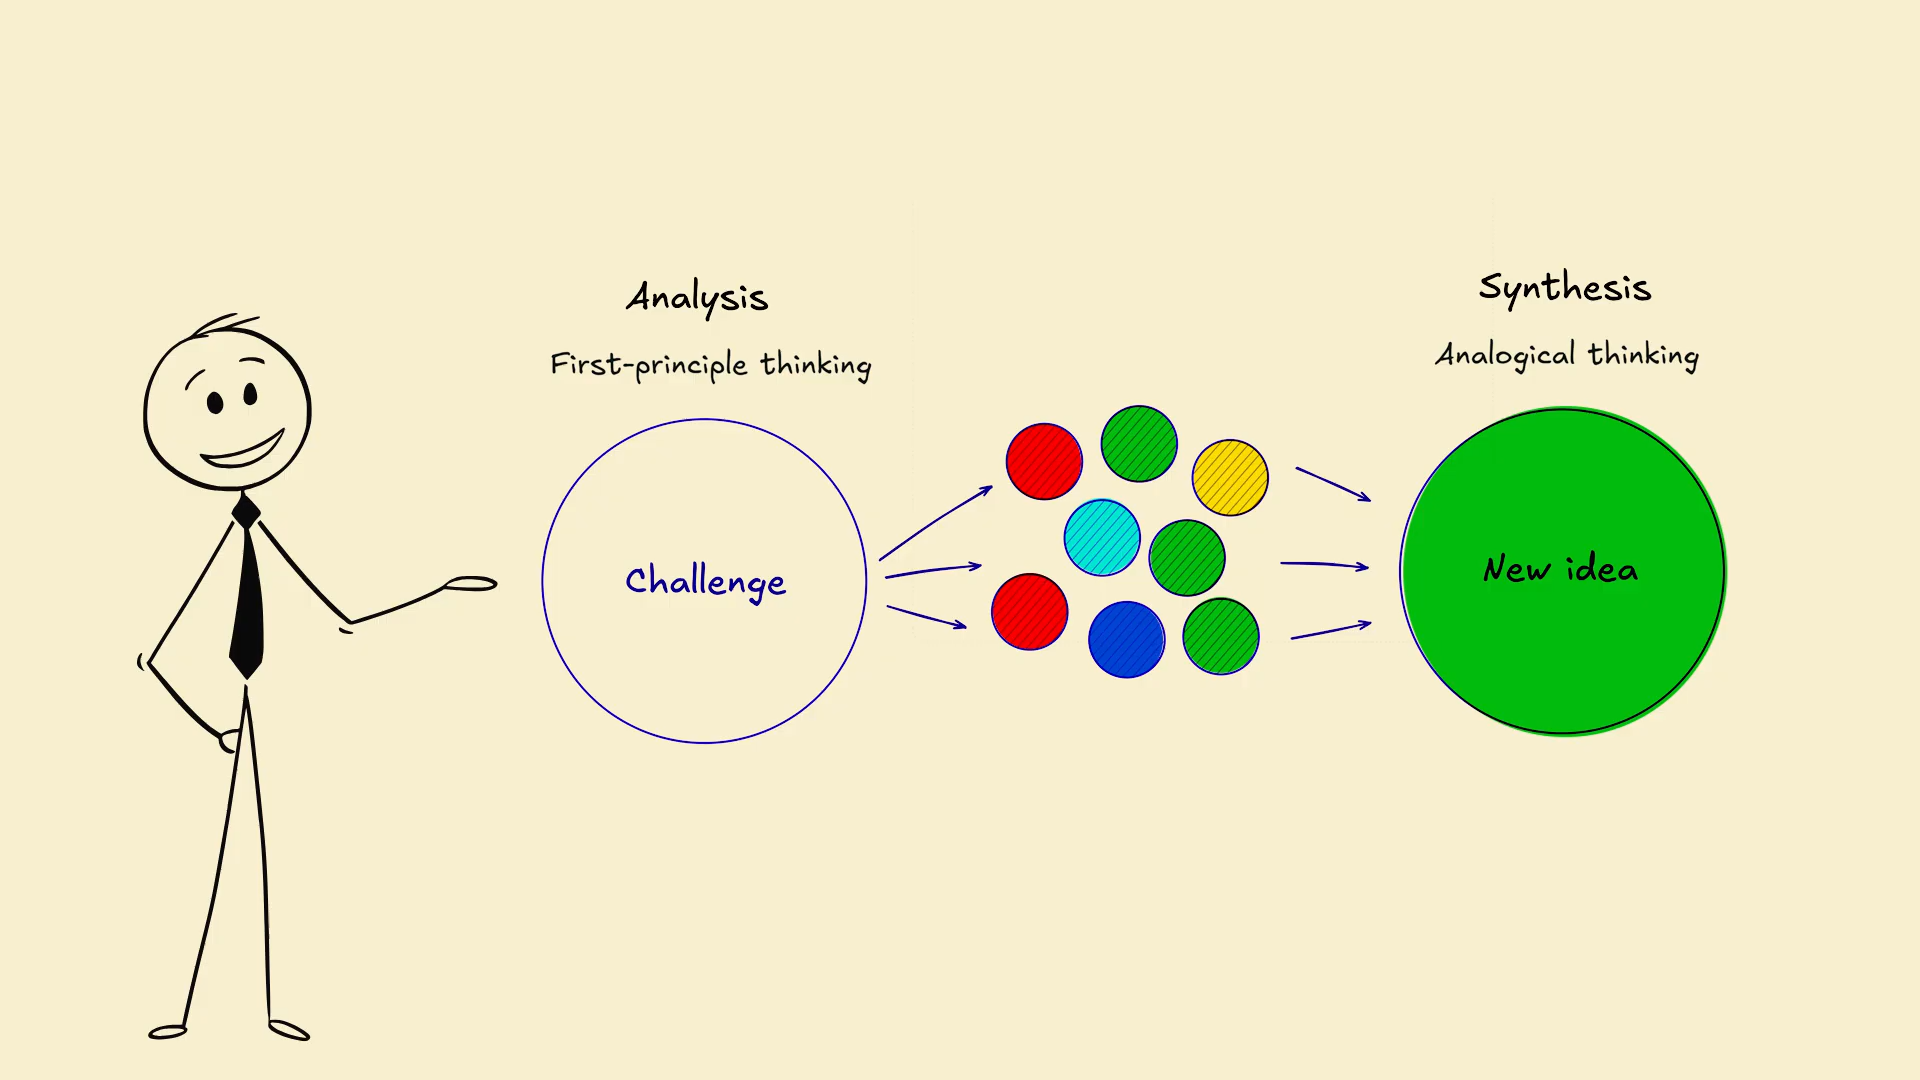 Analysis
First-principle thinking
Challenge
Synthesis
Analogical thinking
New idea